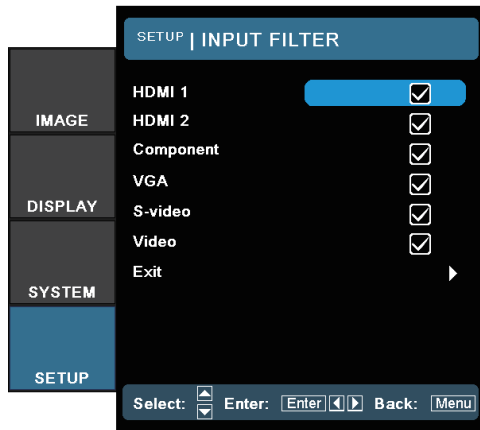 SETUP | INPUT FILTER
IMAGE
DISPLAY
SYSTEM
SETUP
HDMI 1
HDMI 2
Component
VGA
S-video
Video
Exit
Select: Enter: Enter Back: Menu